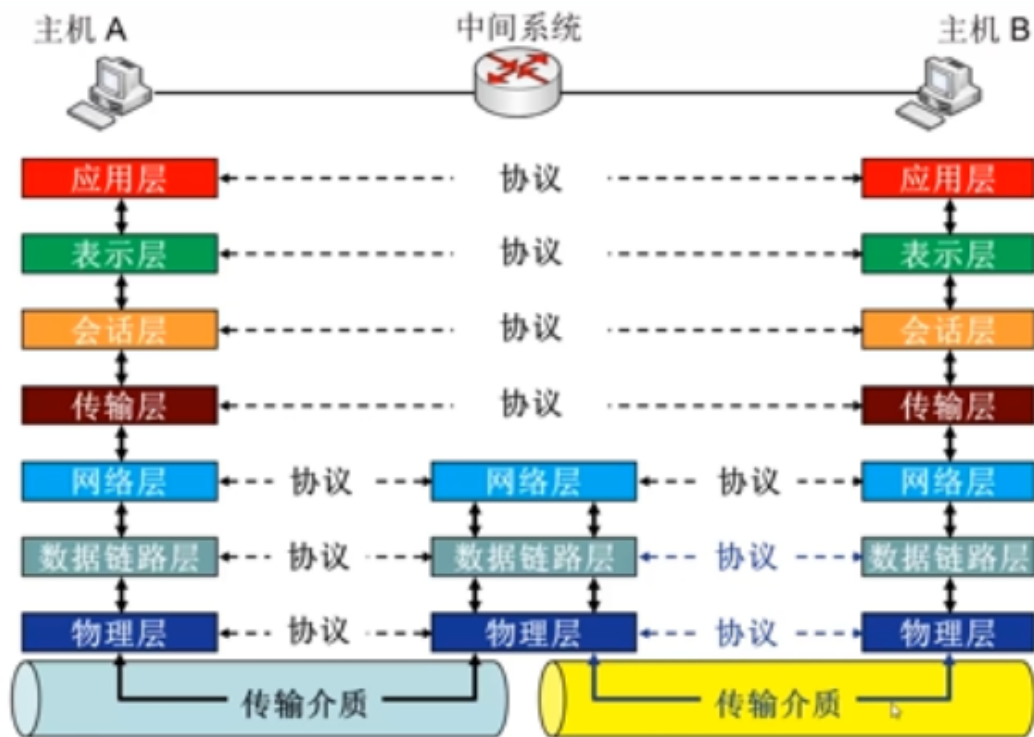 主机 A 中间系统 主机 B
应用层 协议 应用层
表示层 协议 表示层
会话层 协议 会话层
传输层 协议 传输层
网络层 协议 网络层 协议 网络层
数据链路层 协议 数据链路层 协议 数据链路层
物理层 协议 物理层 协议 物理层
传输介质 传输介质